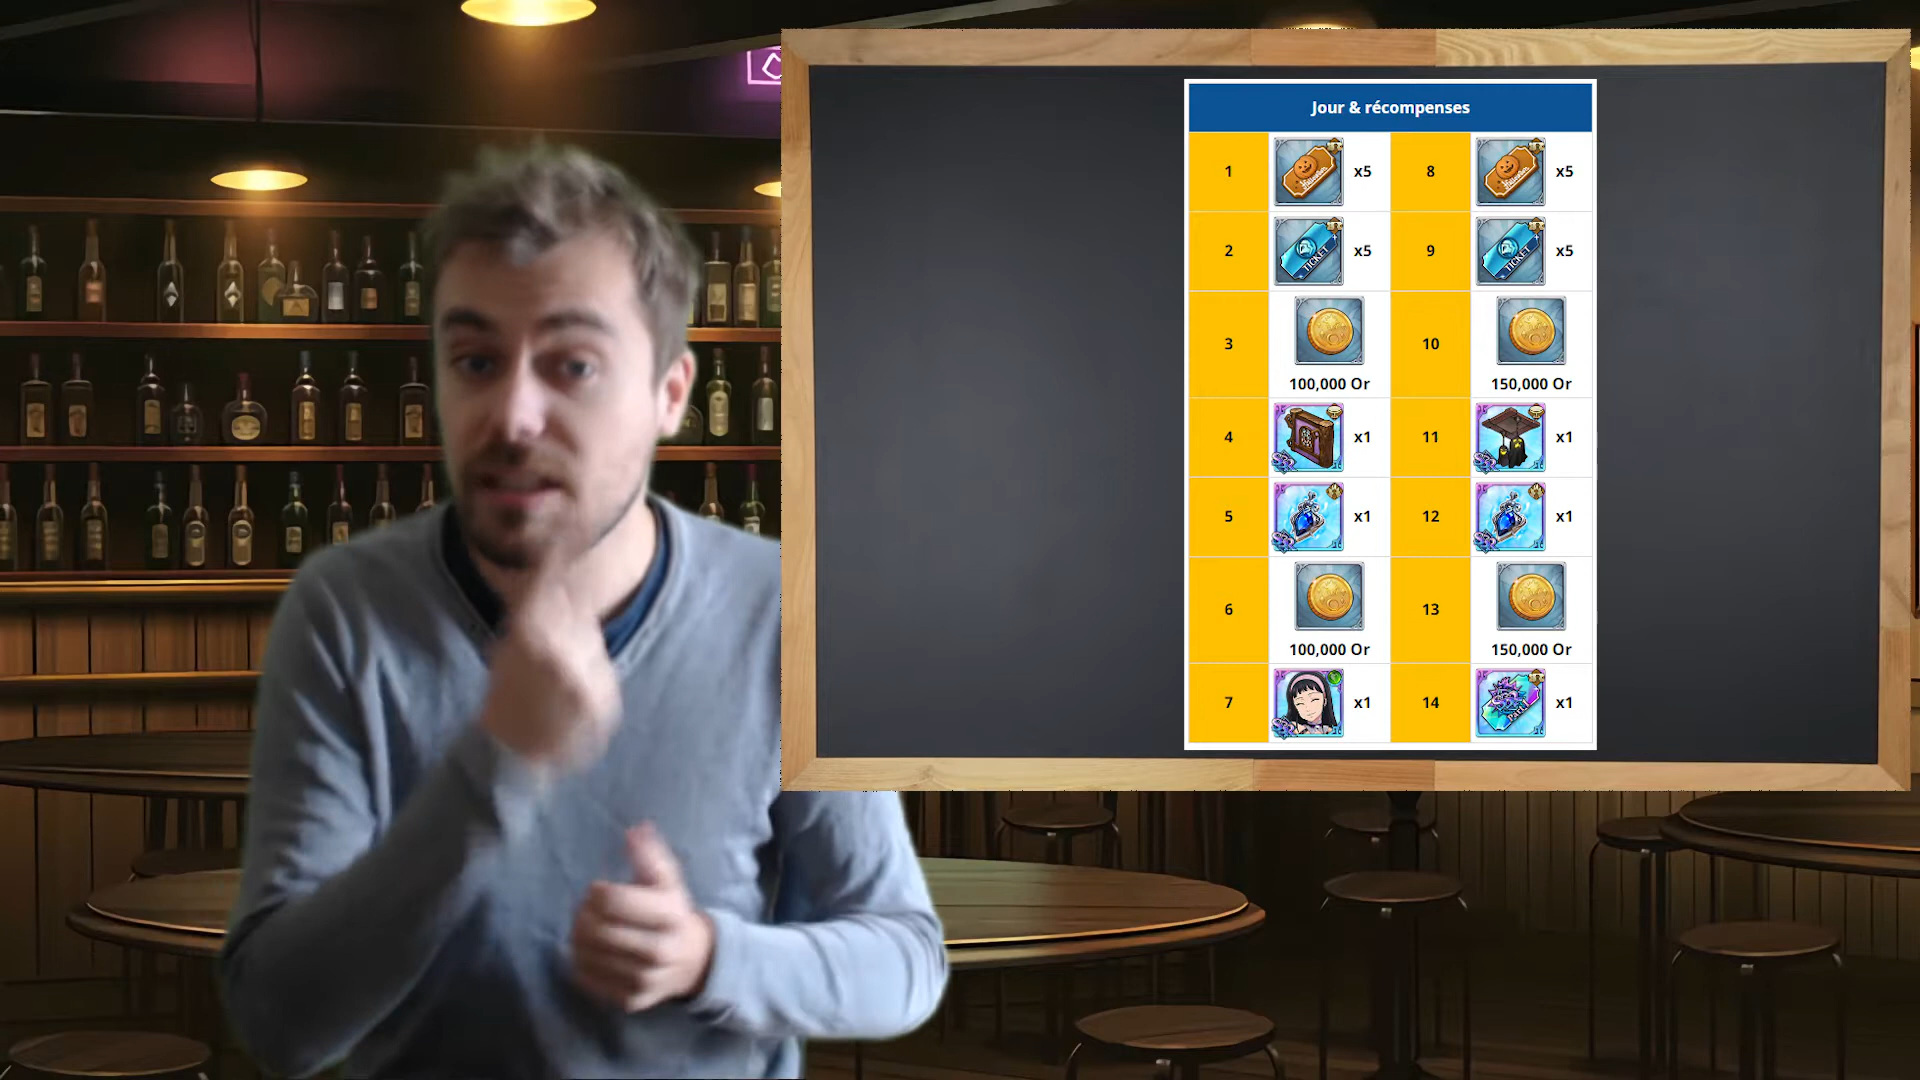 Jour & récompenses
1 x5 8 x5
2 TICKET x5 9 TICKET x5
3 10
100,000 Or 150,000 Or
4 x1 11 x1
5 x1 12 x1
6 13
100,000 Or 150,000 Or
7 x1 14 x1